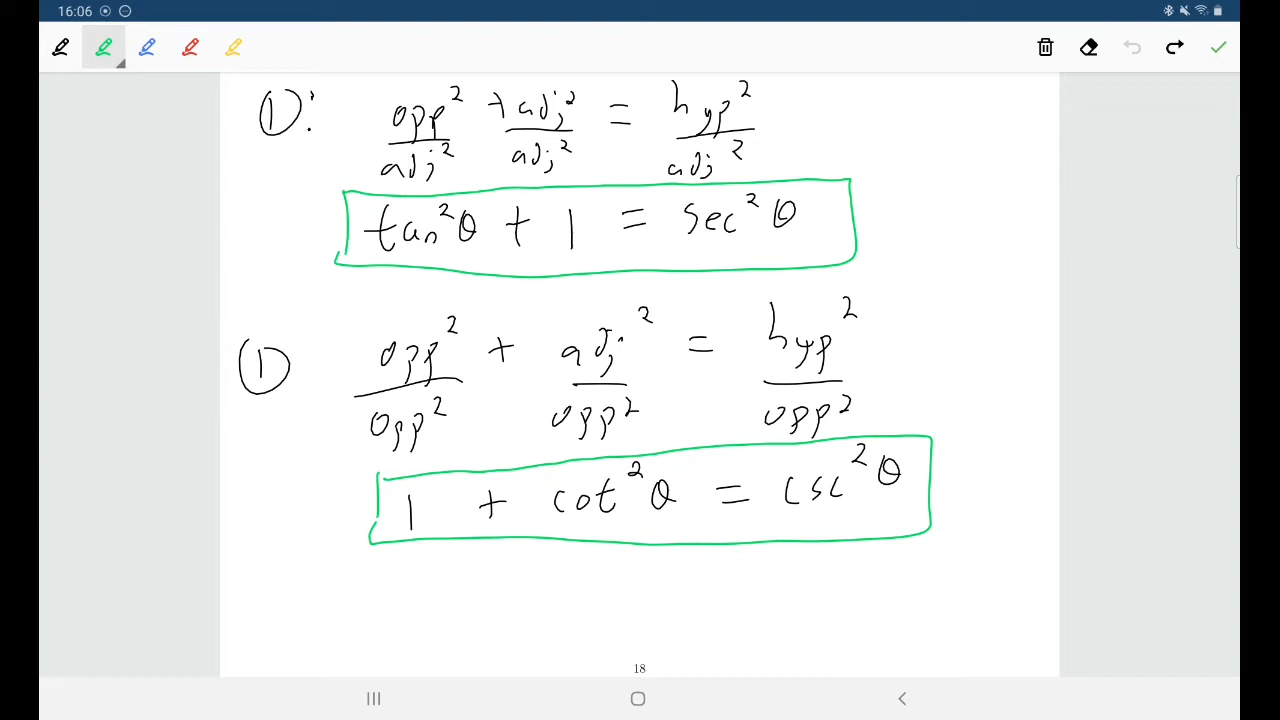 16:06
①: opp²/adj² + adj²/adj² = hyp²/adj²
tan²θ + 1 = sec²θ
① opp²/opp² + adj²/opp² = hyp²/opp²
1 + cot²θ = csc²θ
18